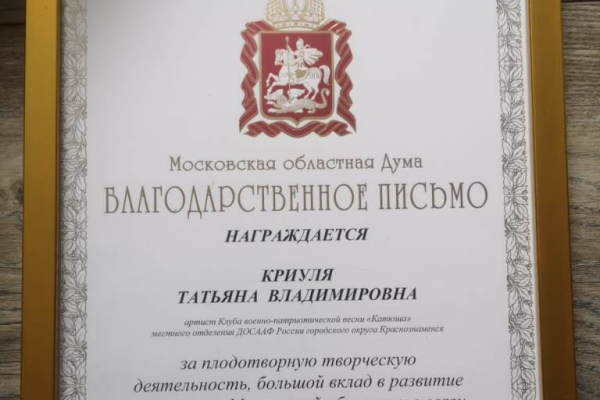 Московская областная Дума
БЛАГОДАРСТВЕННОЕ ПИСЬМО
НАГРАЖДАЕТСЯ
КРИУЛЯ
ТАТЬЯНА ВЛАДИМИРОВНА
артист Клуба военно-патриотической песни «Катюша»
местного отделения ДОСААФ России городского округа Краснознаменск
за плодотворную творческую
деятельность, большой вклад в развитие